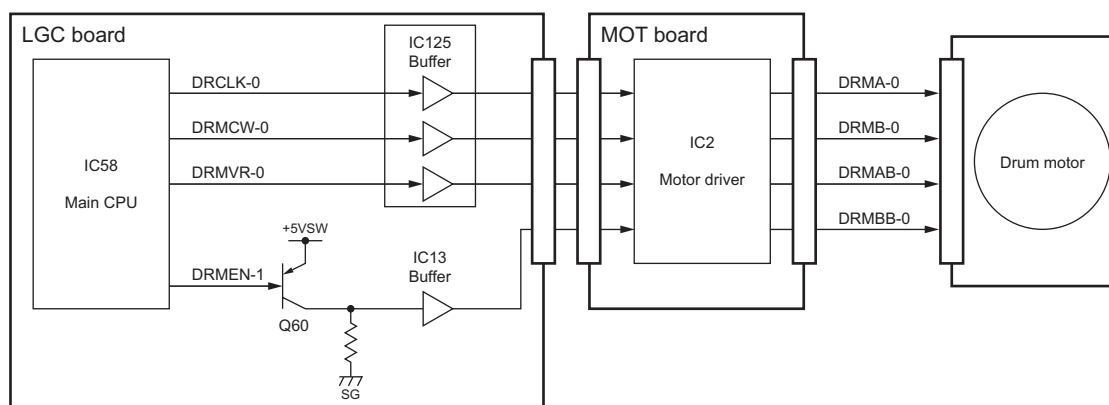 LGC board
MOT board
IC125
Buffer
DRCLK-0
DRMCW-0
DRMVR-0
IC58
Main CPU
IC2
Motor driver
DRMA-0
DRMB-0
DRMAB-0
DRMBB-0
Drum motor
+5VSW
IC13
Buffer
DRMEN-1
Q60
SG